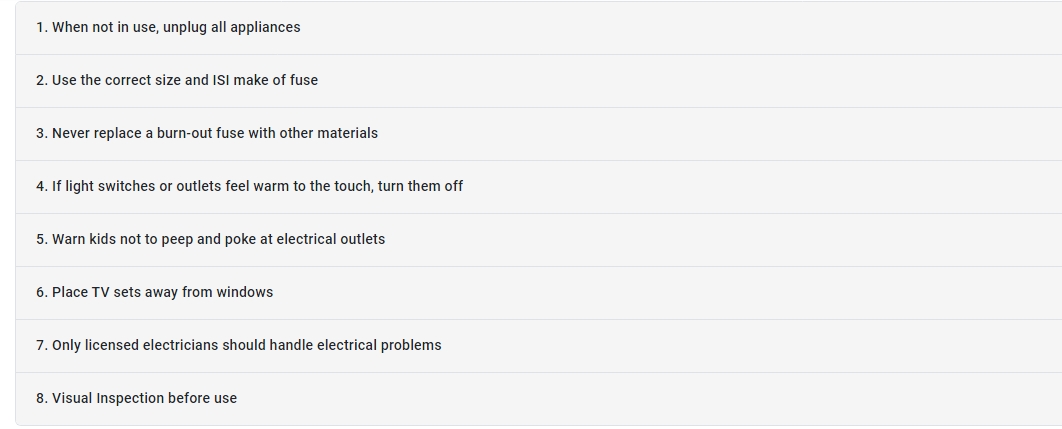 1. When not in use, unplug all appliances
2. Use the correct size and ISI make of fuse
3. Never replace a burn-out fuse with other materials
4. If light switches or outlets feel warm to the touch, turn them off
5. Warn kids not to peep and poke at electrical outlets
6. Place TV sets away from windows
7. Only licensed electricians should handle electrical problems
8. Visual Inspection before use